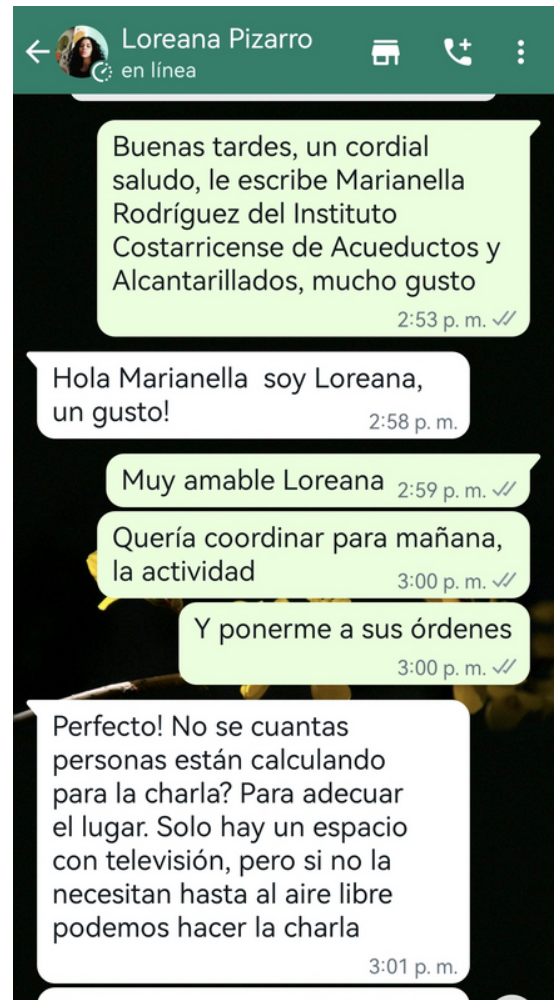 Loreana Pizarro
en línea
Buenas tardes, un cordial
saludo, le escribe Marianella
Rodríguez del Instituto
Costarricense de Acueductos y
Alcantarillados, mucho gusto
2:53 p. m.
Hola Marianella  soy Loreana,
un gusto!
2:58 p. m.
Muy amable Loreana 2:59 p. m.
Quería coordinar para mañana,
la actividad
3:00 p. m.
Y ponerme a sus órdenes
3:00 p. m.
Perfecto! No se cuantas
personas están calculando
para la charla? Para adecuar
el lugar. Solo hay un espacio
con televisión, pero si no la
necesitan hasta al aire libre
podemos hacer la charla
3:01 p. m.